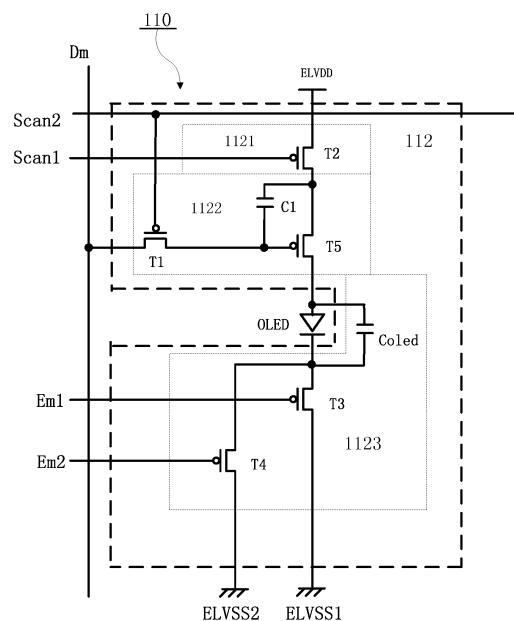 110
Dm
ELVDD
Scan2
1121
112
Scan1
T2
1122
C1
T1
T5
OLED
Coled
Em1
T3
1123
Em2
T4
ELVSS2
ELVSS1